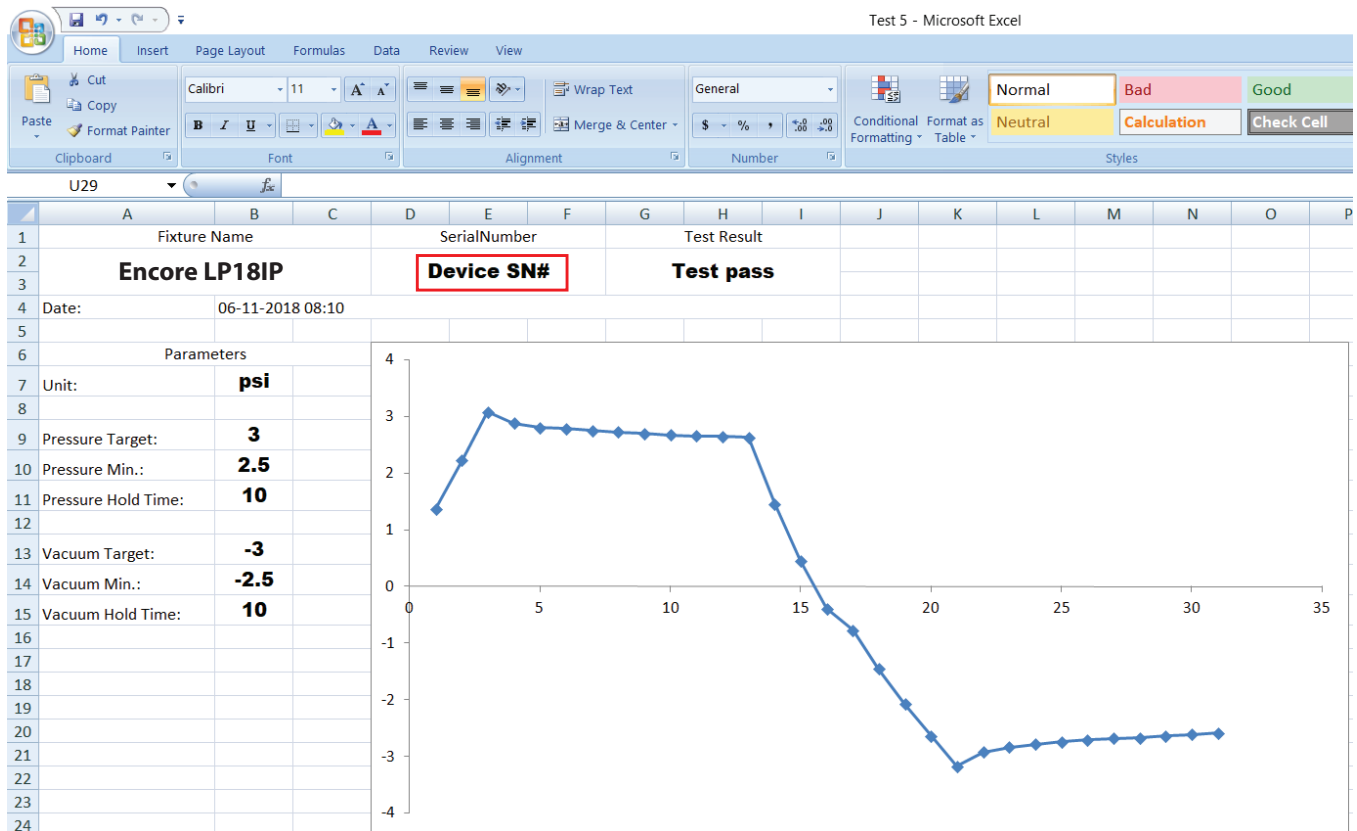 Test 5 - Microsoft Excel
Home Insert Page Layout Formulas Data Review View
Cut
Copy
Paste
Format Painter
Clipboard
Calibri 11 A A
B I U A
Font
Wrap Text
Merge & Center
Alignment
General
$ % , .0 .00 .00 .0
Number
Conditional Formatting
Format as Table
Normal Bad Good
Neutral Calculation Check Cell
Styles
U29 fx
A B C D E F G H I J K L M N O P
1 Fixture Name SerialNumber Test Result
2
Encore LP18IP Device SN# Test pass
3
4 Date: 06-11-2018 08:10
5
6 Parameters
7 Unit: psi
8
9 Pressure Target: 3
10 Pressure Min.: 2.5
11 Pressure Hold Time: 10
12
13 Vacuum Target: -3
14 Vacuum Min.: -2.5
15 Vacuum Hold Time: 10
16
17
18
19
20
21
22
23
24
4
3
2
1
0
-1
-2
-3
-4
0 5 10 15 20 25 30 35